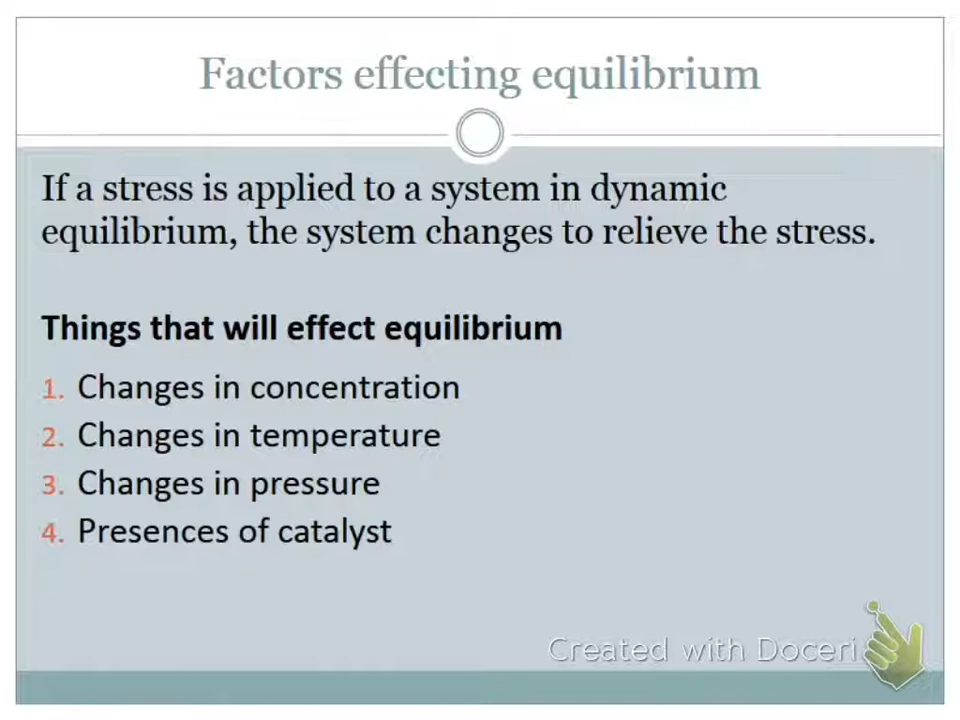 Factors effecting equilibrium
If a stress is applied to a system in dynamic
equilibrium, the system changes to relieve the stress.
Things that will effect equilibrium
1. Changes in concentration
2. Changes in temperature
3. Changes in pressure
4. Presences of catalyst
Created with Doceri